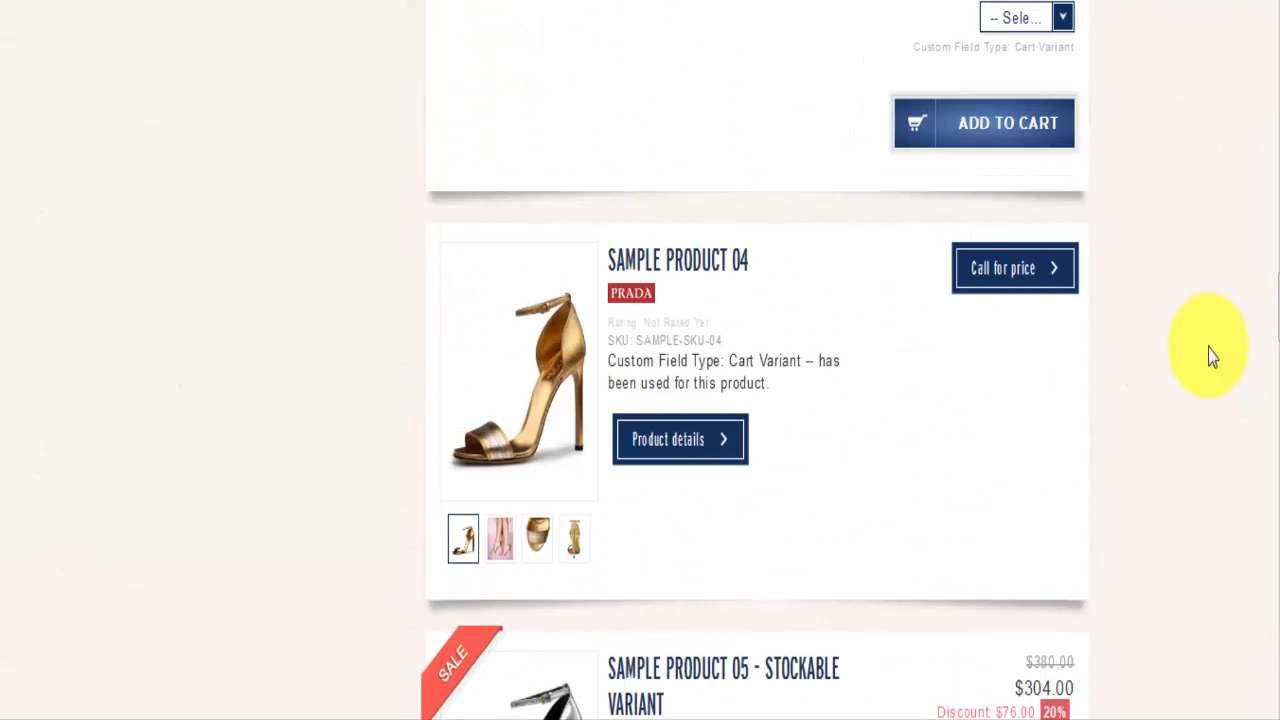 -- Sele...
Custom Field Type: Cart Variant
ADD TO CART
SAMPLE PRODUCT 04
Call for price
PRADA
Rating: Not Rated Yet
SKU: SAMPLE-SKU-04
Custom Field Type: Cart Variant -- has
been used for this product.
Product details
SALE
SAMPLE PRODUCT 05 - STOCKABLE
VARIANT
$380.00
$304.00
Discount: $76.00 20%